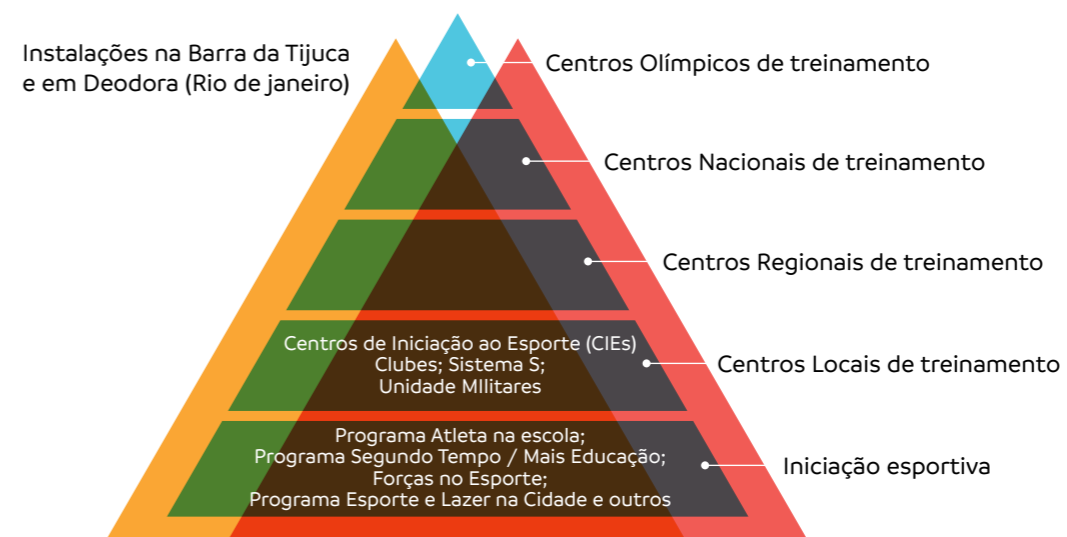 Instalações na Barra da Tijuca
e em Deodora (Rio de janeiro)
Centros Olímpicos de treinamento
Centros Nacionais de treinamento
Centros Regionais de treinamento
Centros de Iniciação ao Esporte (CIEs)
Clubes; Sistema S;
Unidade MIlitares
Centros Locais de treinamento
Programa Atleta na escola;
Programa Segundo Tempo / Mais Educação;
Forças no Esporte;
Programa Esporte e Lazer na Cidade e outros
Iniciação esportiva